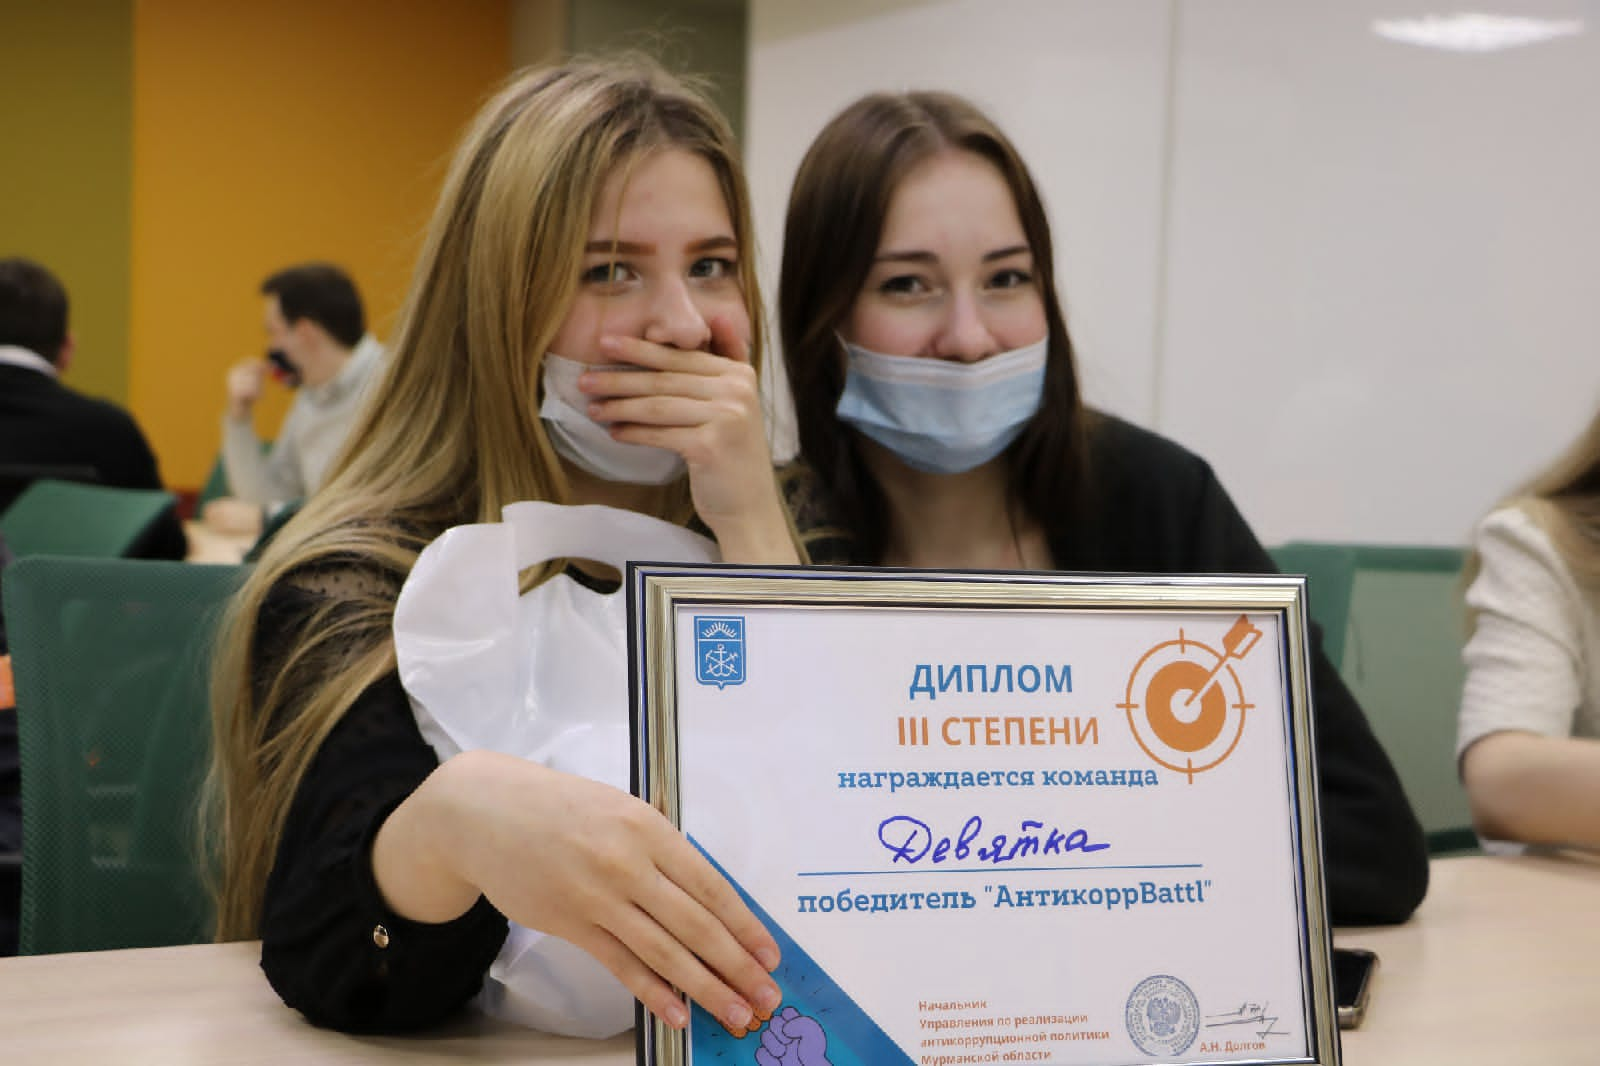 ДИПЛОМ
III СТЕПЕНИ
награждается команда
Девятка
победитель "АнтикоррBattl"
Начальник
Управления по реализации
антикоррупционной политики
Мурманской области
А.Н. Долгов